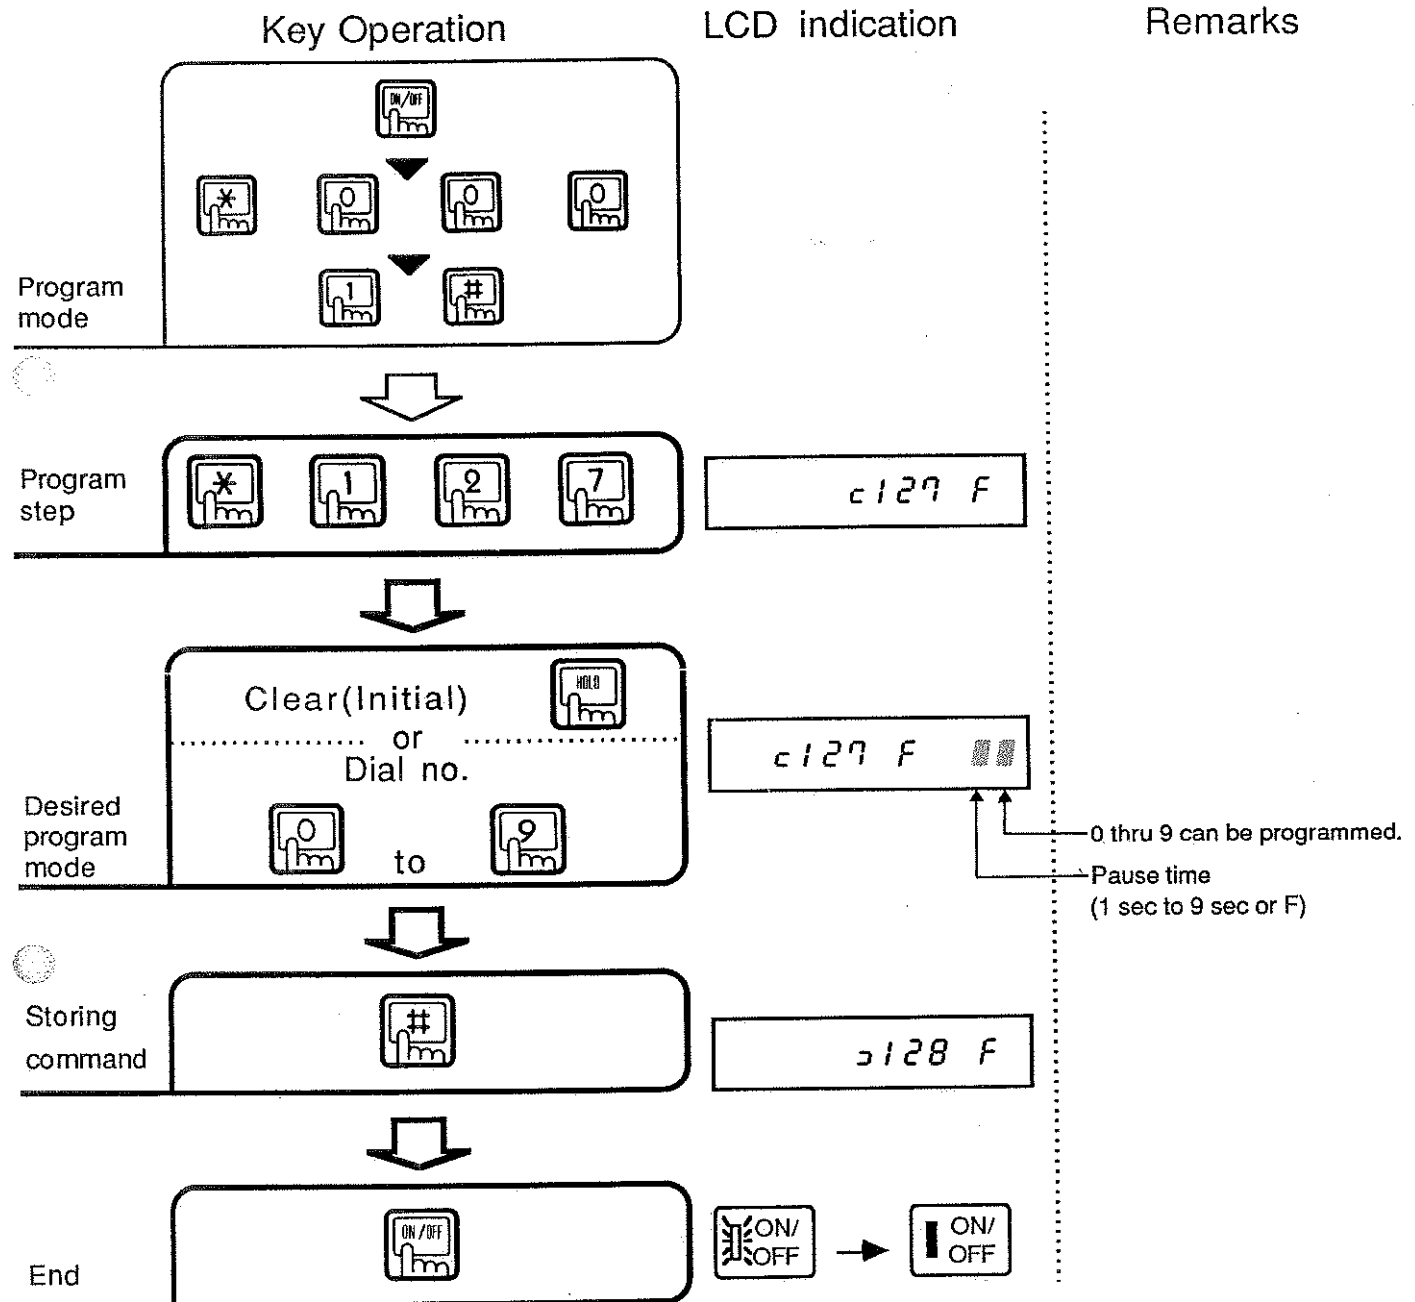 Key Operation
LCD indication
Remarks
ON/OFF
* 0 0 0
1 #
Program
mode
Program
step
* 1 2 7
c127 F
Clear(Initial)
HOLD
or
Dial no.
0 to 9
c127 F
Desired
program
mode
0 thru 9 can be programmed.
Pause time
(1 sec to 9 sec or F)
Storing
command
#
ɔ128 F
End
ON/OFF
ON/
OFF
ON/
OFF